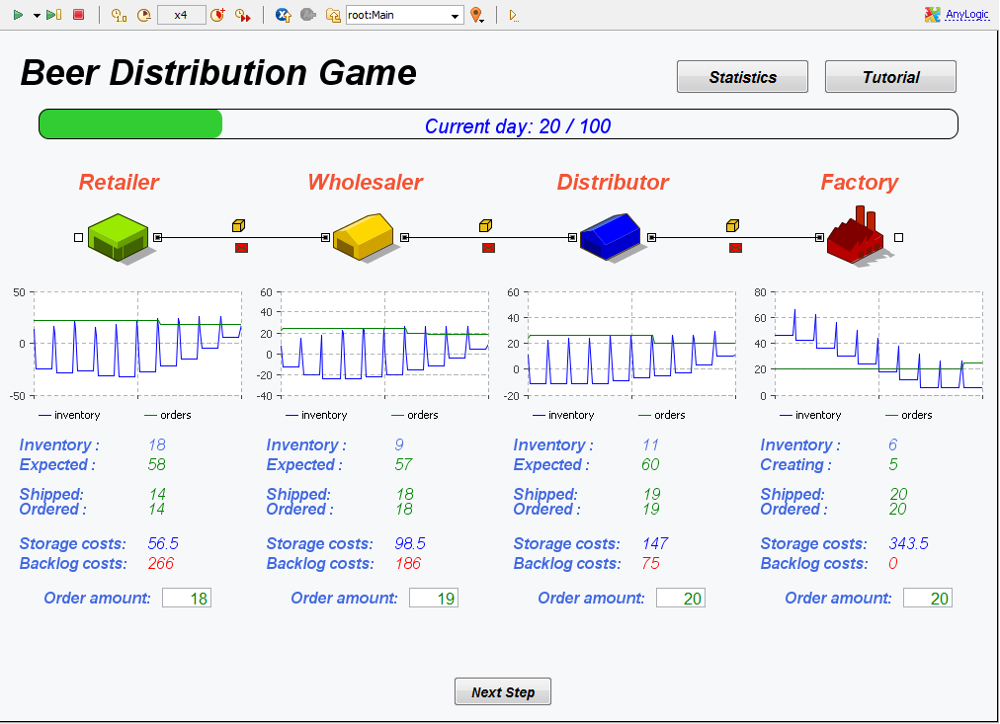 x4 root:Main AnyLogic
Beer Distribution Game
Statistics Tutorial
Current day: 20 / 100
Retailer Wholesaler Distributor Factory
50 60 60 80
40 40 60
0 20 20 40
0 0 20
-20
-50 -40 -20 0
inventory orders inventory orders inventory orders inventory orders
Inventory : 18 Inventory : 9 Inventory : 11 Inventory : 6
Expected : 58 Expected : 57 Expected : 60 Creating : 5
Shipped: 14 Shipped: 18 Shipped: 19 Shipped: 20
Ordered : 14 Ordered : 18 Ordered : 19 Ordered : 20
Storage costs: 56.5 Storage costs: 98.5 Storage costs: 147 Storage costs: 343.5
Backlog costs: 266 Backlog costs: 186 Backlog costs: 75 Backlog costs: 0
Order amount: 18 Order amount: 19 Order amount: 20 Order amount: 20
Next Step